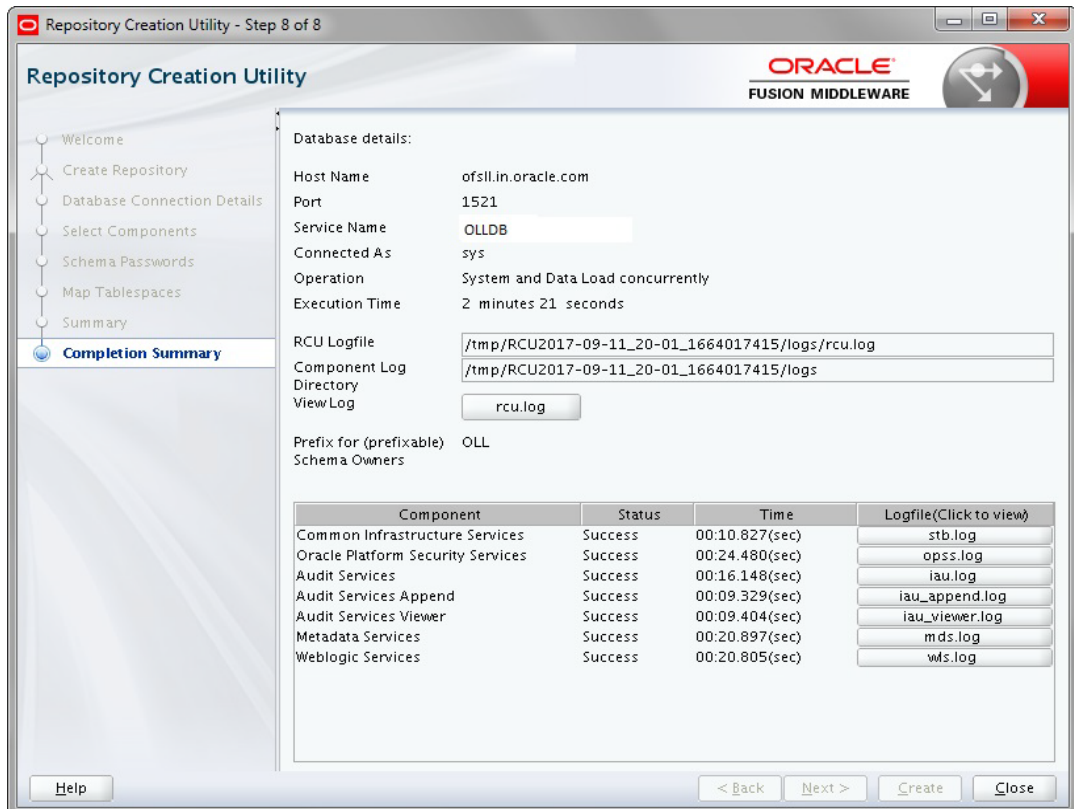 Repository Creation Utility - Step 8 of 8
Repository Creation Utility
ORACLE
FUSION MIDDLEWARE
Welcome
Create Repository
Database Connection Details
Select Components
Schema Passwords
Map Tablespaces
Summary
Completion Summary
Database details:
Host Name ofsll.in.oracle.com
Port 1521
Service Name OLLDB
Connected As sys
Operation System and Data Load concurrently
Execution Time 2 minutes 21 seconds
RCU Logfile /tmp/RCU2017-09-11_20-01_1664017415/logs/rcu.log
Component Log /tmp/RCU2017-09-11_20-01_1664017415/logs
Directory
View Log rcu.log
Prefix for (prefixable) OLL
Schema Owners
Component Status Time Logfile(Click to view)
Common Infrastructure Services Success 00:10.827(sec) stb.log
Oracle Platform Security Services Success 00:24.480(sec) opss.log
Audit Services Success 00:16.148(sec) iau.log
Audit Services Append Success 00:09.329(sec) iau_append.log
Audit Services Viewer Success 00:09.404(sec) iau_viewer.log
Metadata Services Success 00:20.897(sec) mds.log
Weblogic Services Success 00:20.805(sec) wls.log
Help < Back Next > Create Close